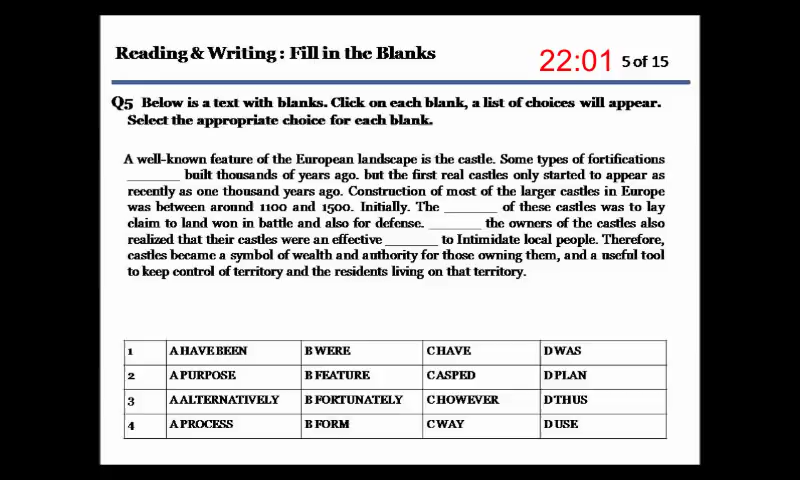 Reading & Writing : Fill in the Blanks
22:01 5 of 15
Q5 Below is a text with blanks. Click on each blank, a list of choices will appear.
Select the appropriate choice for each blank.
A well-known feature of the European landscape is the castle. Some types of fortifications
________ built thousands of years ago. but the first real castles only started to appear as
recently as one thousand years ago. Construction of most of the larger castles in Europe
was between around 1100 and 1500. Initially. The ________ of these castles was to lay
claim to land won in battle and also for defense. ________ the owners of the castles also
realized that their castles were an effective ________ to Intimidate local people. Therefore,
castles became a symbol of wealth and authority for those owning them, and a useful tool
to keep control of territory and the residents living on that territory.
1 A HAVE BEEN B WERE C HAVE D WAS
2 A PURPOSE B FEATURE C ASPED D PLAN
3 A ALTERNATIVELY B FORTUNATELY C HOWEVER D THUS
4 A PROCESS B FORM C WAY D USE